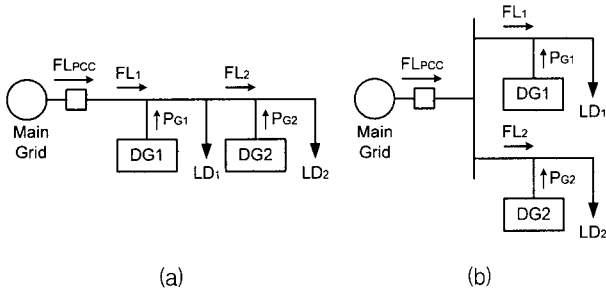 FLPCC
FL1
FL2
PG1
PG2
Main
Grid
DG1
DG2
LD1
LD2
(a)
FL1
FLPCC
PG1
DG1
LD1
Main
Grid
FL2
PG2
DG2
LD2
(b)